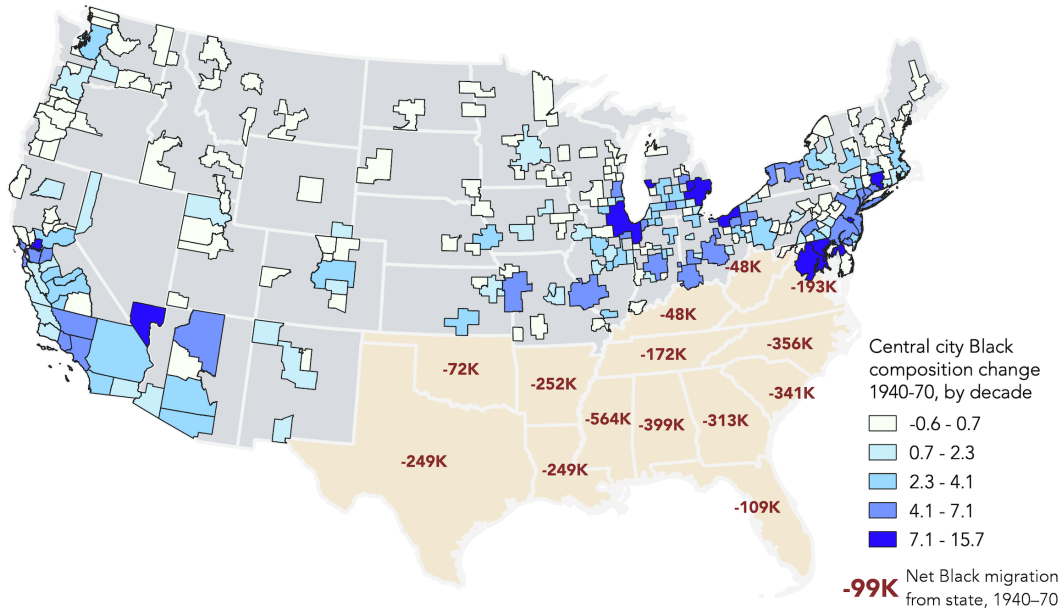 -48K
-193K
-48K
-356K
-172K
-72K
-252K
-341K
-564K
-399K
-313K
-249K
-249K
-109K
Central city Black
composition change
1940-70, by decade
-0.6 - 0.7
0.7 - 2.3
2.3 - 4.1
4.1 - 7.1
7.1 - 15.7
-99K Net Black migration
from state, 1940–70